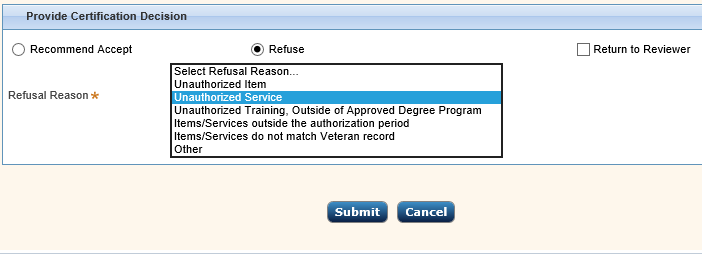 Provide Certification Decision
Recommend Accept Refuse Return to Reviewer
Refusal Reason *
Select Refusal Reason...
Unauthorized Item
Unauthorized Service
Unauthorized Training, Outside of Approved Degree Program
Items/Services outside the authorization period
Items/Services do not match Veteran record
Other
Submit Cancel